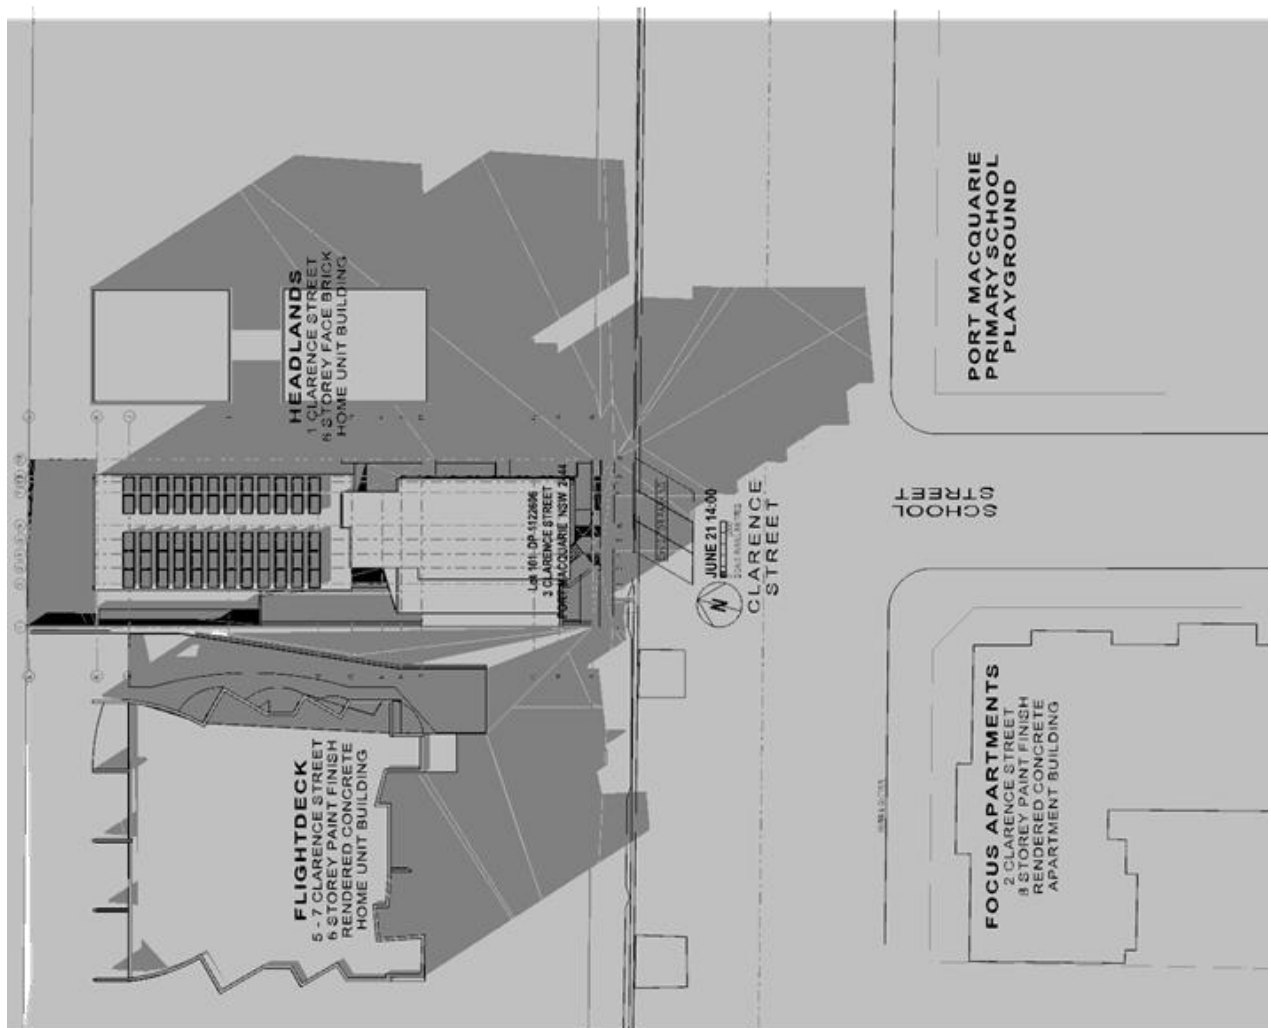 HEADLANDS
1 CLARENCE STREET
6 STOREY FACE BRICK
HOME UNIT BUILDING
PORT MACQUARIE
PRIMARY SCHOOL
PLAYGROUND
Lot 101 DP 1122606
3 CLARENCE STREET
PORT MACQUARIE NSW 2444
JUNE 21 14:00
N
CLARENCE
STREET
SCHOOL
STREET
FLIGHTDECK
5 - 7 CLARENCE STREET
6 STOREY PAINT FINISH
RENDERED CONCRETE
HOME UNIT BUILDING
FOCUS APARTMENTS
2 CLARENCE STREET
8 STOREY PAINT FINISH
RENDERED CONCRETE
APARTMENT BUILDING